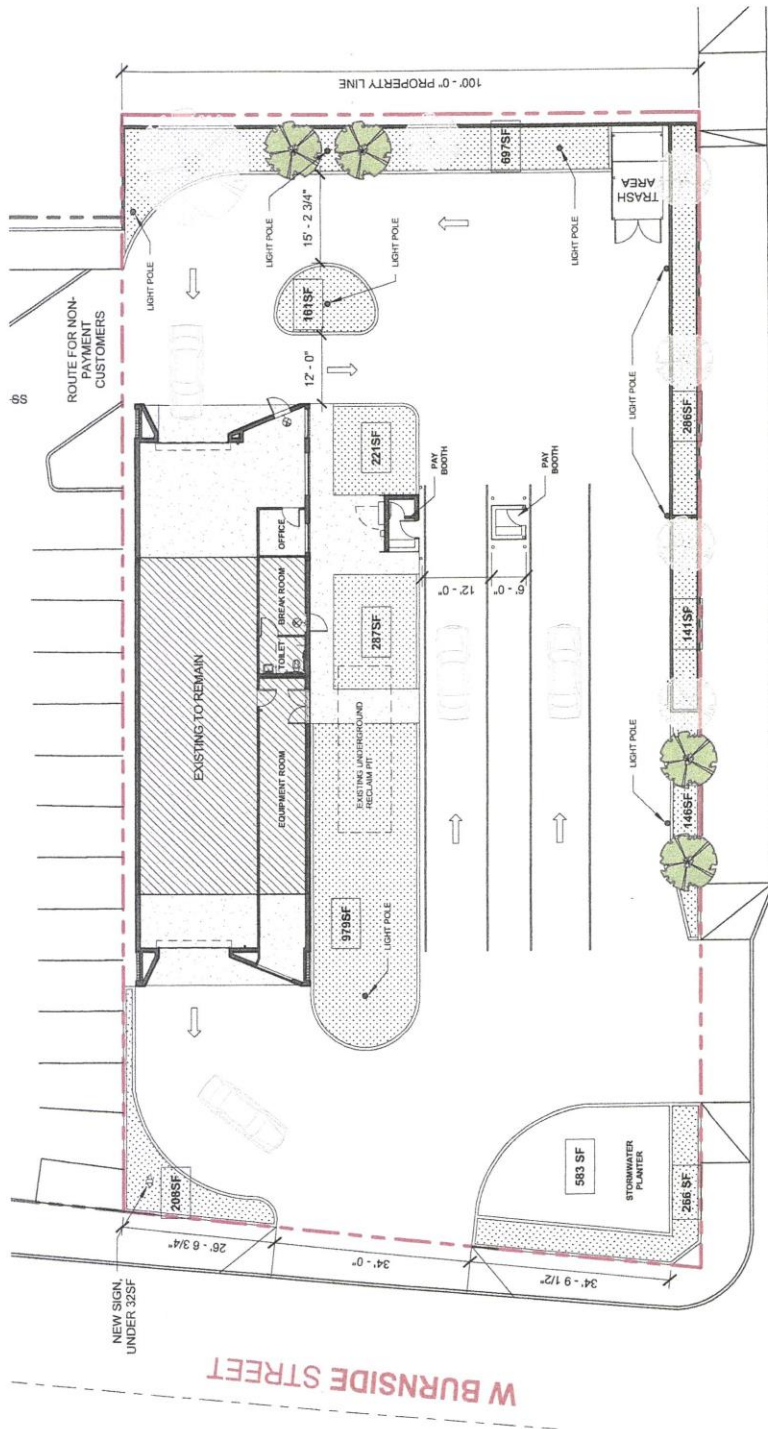 100' - 0" PROPERTY LINE
ROUTE FOR NON-
PAYMENT
CUSTOMERS
SS-
LIGHT POLE
LIGHT POLE
15' - 2 3/4"
LIGHT POLE
697SF
LIGHT POLE
TRASH
AREA
161SF
12' - 0"
LIGHT POLE
286SF
221SF
PAY
BOOTH
PAY
BOOTH
OFFICE
BREAK ROOM
TOILET
EXISTING TO REMAIN
EQUIPMENT ROOM
287SF
12' - 0"
6' - 0"
141SF
EXISTING UNDERGROUND
RECLAIM PIT
LIGHT POLE
146SF
979SF
LIGHT POLE
208SF
583 SF
STORMWATER
PLANTER
266 SF
NEW SIGN,
UNDER 32SF
26' - 6 3/4"
34' - 0"
34' - 9 1/2"
W BURNSIDE STREET